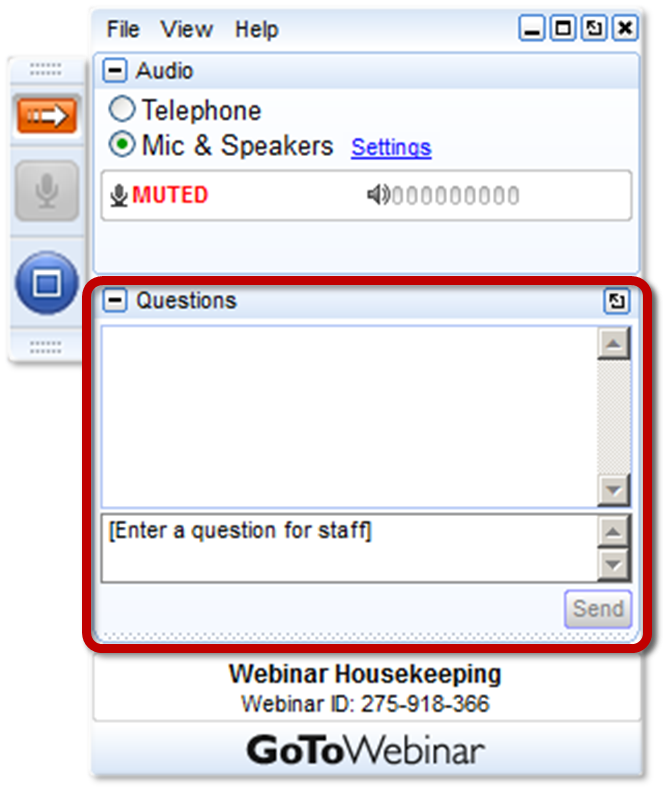 File View Help
Audio
Telephone
Mic & Speakers Settings
MUTED 000000000
Questions
[Enter a question for staff]
Send
Webinar Housekeeping
Webinar ID: 275-918-366
GoToWebinar